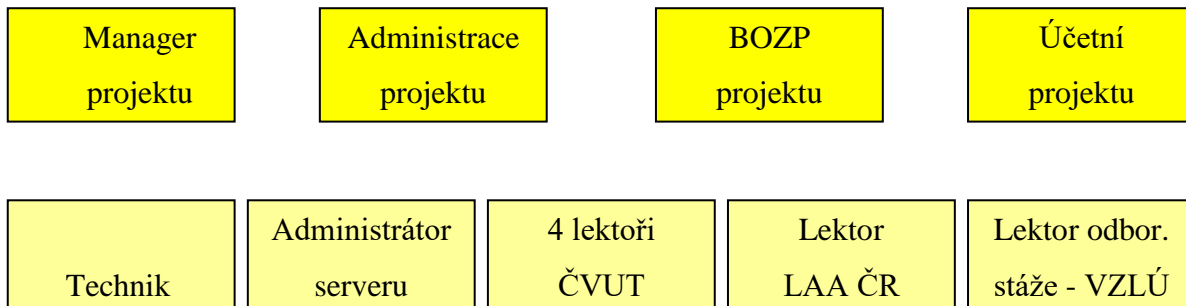 Manager
projektu
Administrace
projektu
BOZP
projektu
Účetní
projektu
Technik
Administrátor
serveru
4 lektoři
ČVUT
Lektor
LAA ČR
Lektor odbor.
stáže - VZLÚ